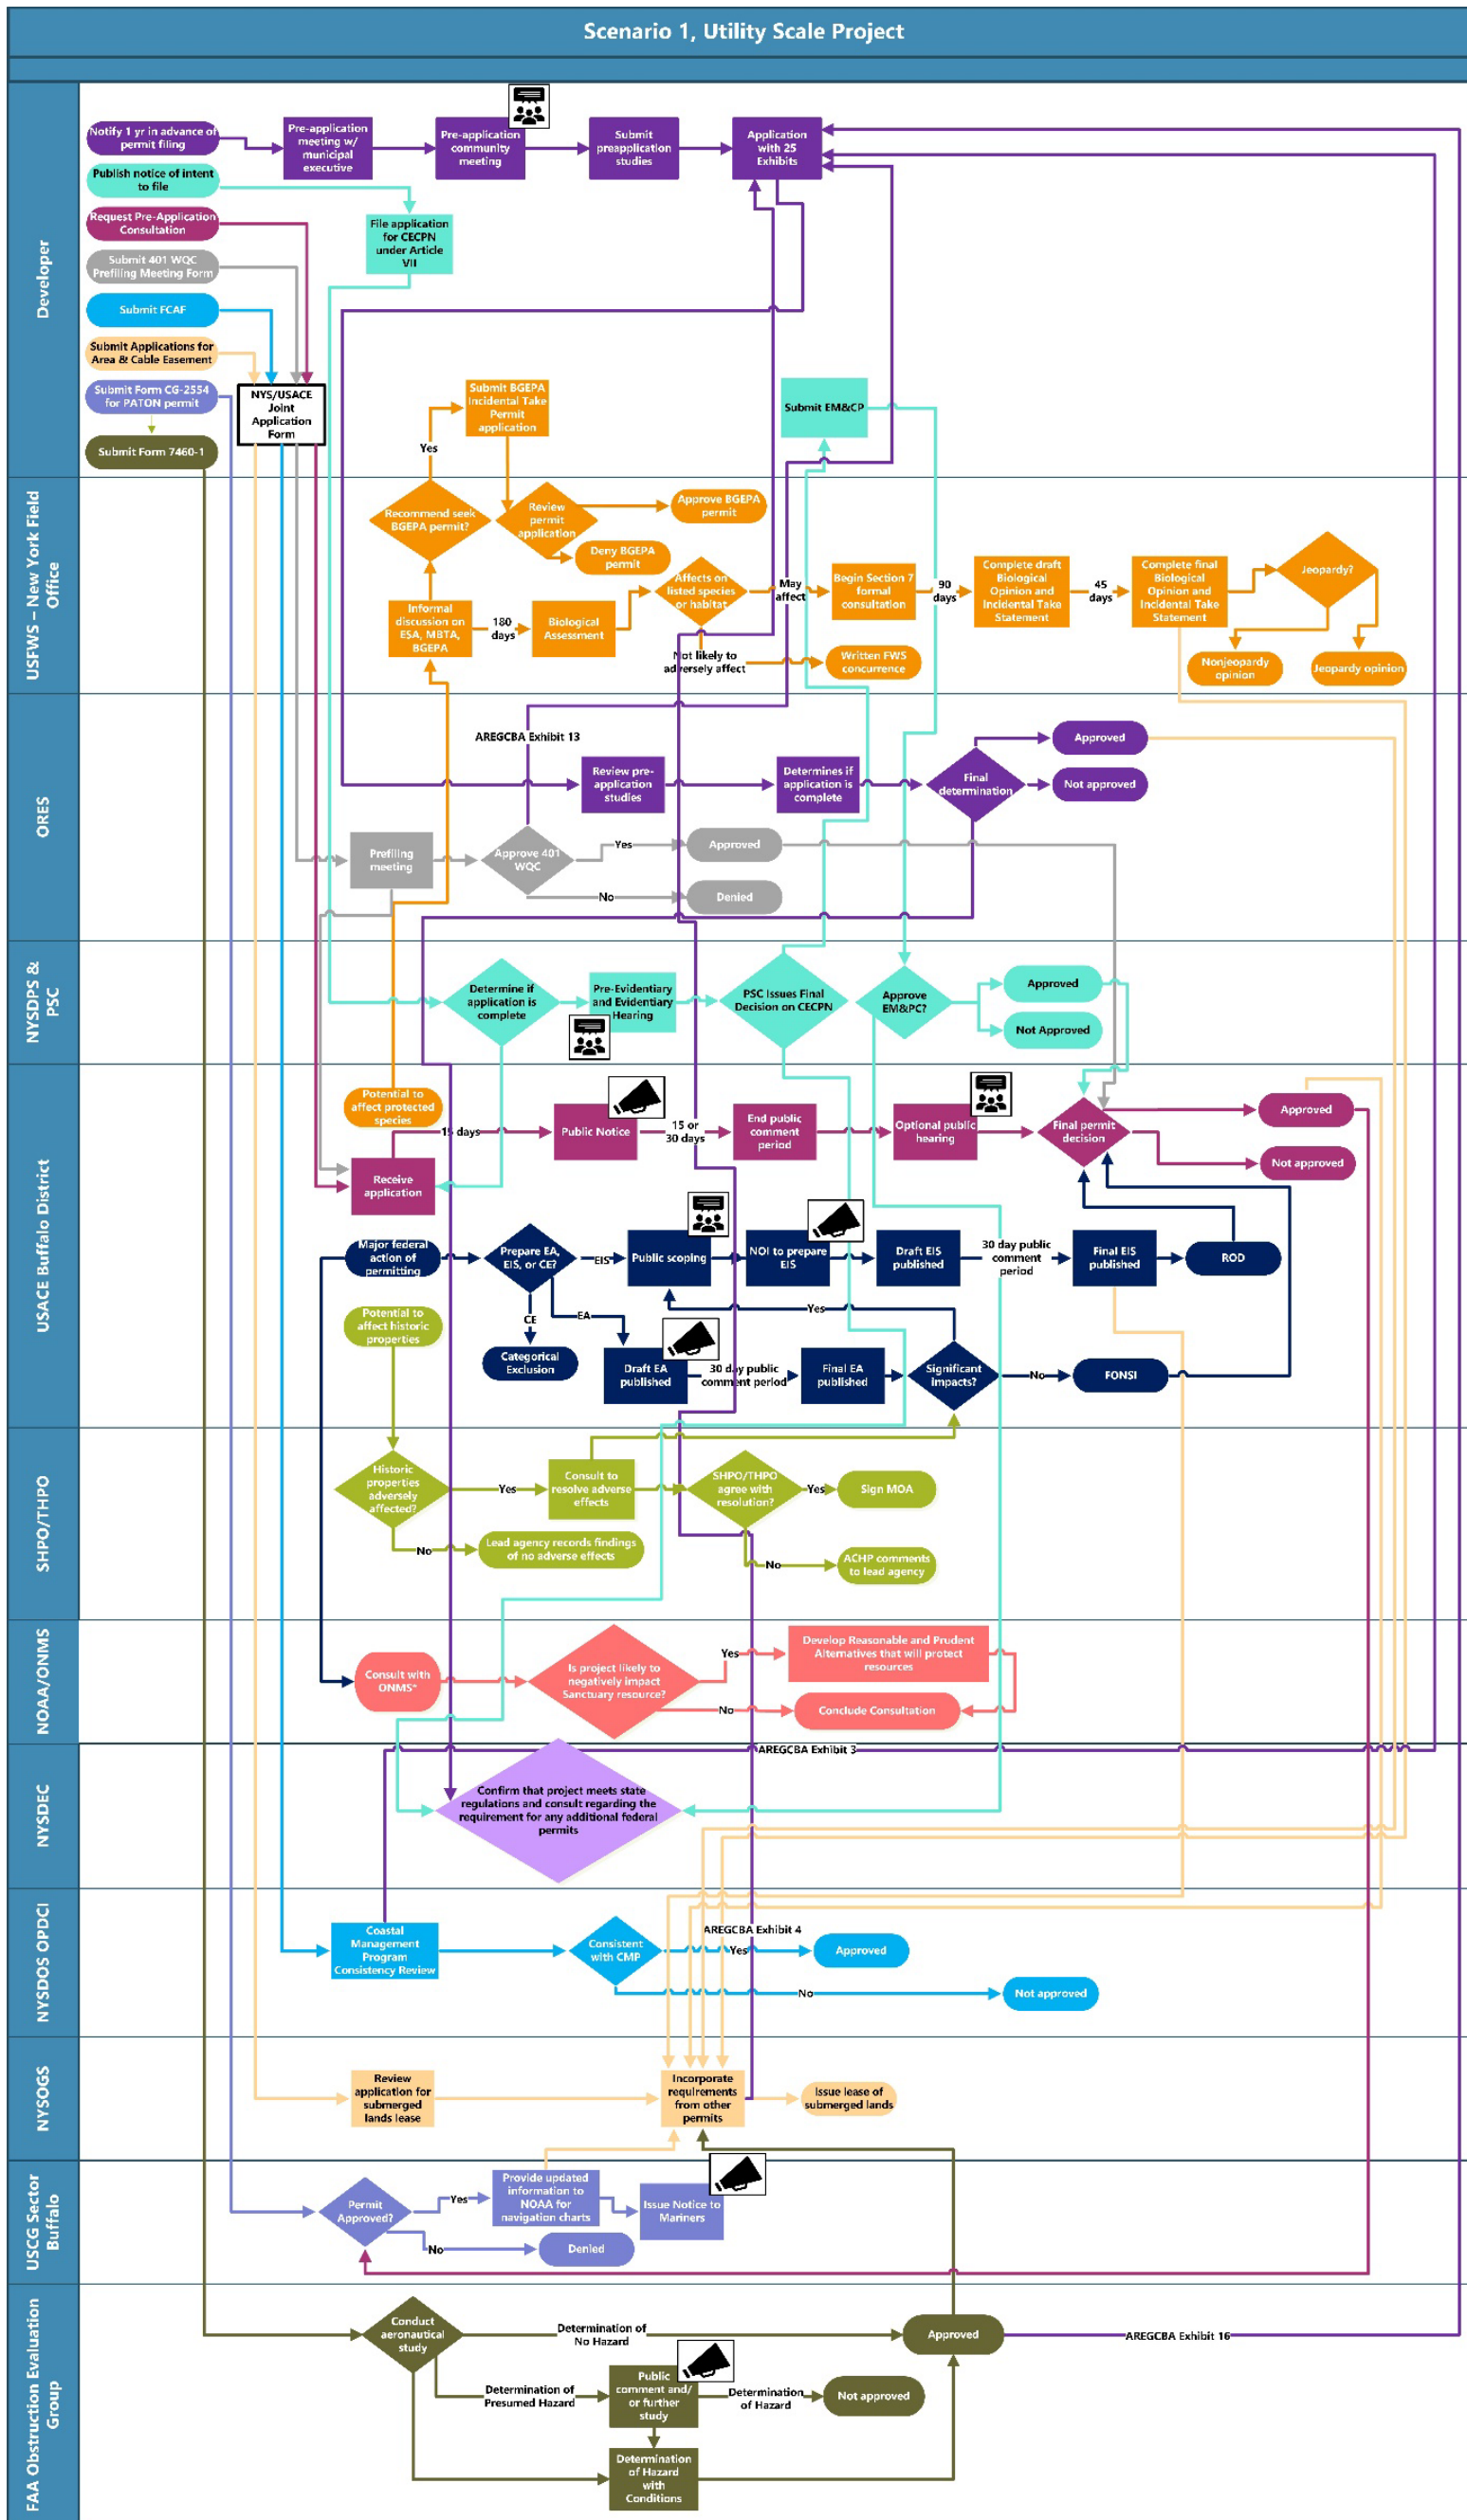 Scenario 1, Utility Scale Project
Developer
Notify 1 yr in advance of
permit filing
Pre-application
meeting w/
municipal
executive
Pre-application
community
meeting
Submit
preapplication
studies
Application
with 25
Exhibits
Publish notice of intent
to file
Request Pre-Application
Consultation
File application
for CECPN
under Article
VII
Submit 401 WQC
Prefiling Meeting Form
Submit FCAF
Submit Applications for
Area & Cable Easement
Submit Form CG-2554
for PATON permit
Submit Form 7460-1
NYS/USACE
Joint
Application
Form
Submit BGEPA
Incidental Take
Permit
application
Yes
Submit EM&CP
USFWS – New York Field
Office
Recommend seek
BGEPA permit?
Review
permit
application
Approve BGEPA
permit
Deny BGEPA
permit
Informal
discussion on
ESA, MBTA,
BGEPA
180
days
Biological
Assessment
Affects on
listed species
or habitat
May
affect
Begin Section 7
formal
consultation
90
days
Complete draft
Biological
Opinion and
Incidental Take
Statement
45
days
Complete final
Biological
Opinion and
Incidental Take
Statement
Jeopardy?
Not likely to
adversely affect
Written FWS
concurrence
Nonjeopardy
opinion
Jeopardy opinion
ORES
AREGCBA Exhibit 13
Review pre-
application
studies
Determines if
application is
complete
Final
determination
Approved
Not approved
Prefiling
meeting
Approve 401
WQC
Yes
Approved
No
Denied
NYSDPS &
PSC
Determine if
application is
complete
Pre-Evidentiary
and Evidentiary
Hearing
PSC Issues Final
Decision on CECPN
Approve
EM&PC?
Approved
Not Approved
USACE Buffalo District
Potential to
affect protected
species
15 days
Public Notice
15 or
30 days
End public
comment
period
Optional public
hearing
Final permit
decision
Approved
Not approved
Receive
application
Major federal
action of
permitting
Prepare EA,
EIS, or CE?
EIS
Public scoping
NOI to prepare
EIS
Draft EIS
published
30 day public
comment
period
Final EIS
published
ROD
Potential to
affect historic
properties
CE
EA
Yes
Categorical
Exclusion
Draft EA
published
30 day public
comment period
Final EA
published
Significant
impacts?
No
FONSI
SHPO/THPO
Historic
properties
adversely
affected?
Yes
Consult to
resolve adverse
effects
SHPO/THPO
agree with
resolution?
Yes
Sign MOA
No
Lead agency records findings
of no adverse effects
No
ACHP comments
to lead agency
NOAA/ONMS
Consult with
ONMS*
Is project likely to
negatively impact
Sanctuary resource?
Yes
Develop Reasonable and Prudent
Alternatives that will protect
resources
No
Conclude Consultation
NYSDEC
AREGCBA Exhibit 3
Confirm that project meets state
regulations and consult regarding the
requirement for any additional federal
permits
NYSDOS OPDCI
Coastal
Management
Program
Consistency Review
Consistent
with CMP
AREGCBA Exhibit 4
Yes
Approved
No
Not approved
NYSOGS
Review
application for
submerged
lands lease
Incorporate
requirements
from other
permits
Issue lease of
submerged lands
USCG Sector
Buffalo
Permit
Approved?
Yes
Provide updated
information to
NOAA for
navigation charts
Issue Notice to
Mariners
No
Denied
FAA Obstruction Evaluation
Group
Conduct
aeronautical
study
Determination of
No Hazard
Approved
AREGCBA Exhibit 16
Determination of
Presumed Hazard
Public
comment and/
or further
study
Determination
of Hazard
Not approved
Determination
of Hazard
with
Conditions